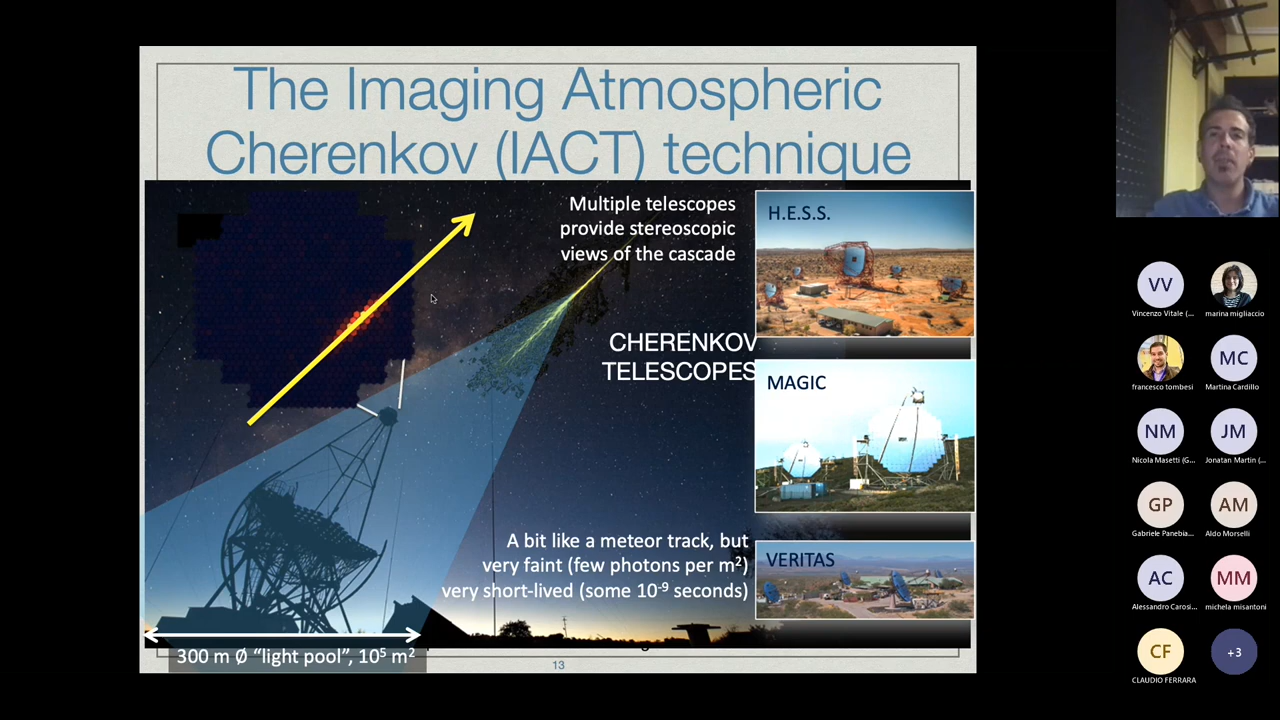 The Imaging Atmospheric
Cherenkov (IACT) technique
Multiple telescopes
provide stereoscopic
views of the cascade
H.E.S.S.
CHERENKOV
TELESCOPES
MAGIC
A bit like a meteor track, but
very faint (few photons per m²)
very short-lived (some 10⁻⁹ seconds)
VERITAS
300 m Ø “light pool”, 10⁵ m²
13
VV
Vincenzo Vitale (...
marina migliaccio
francesco tombesi
MC
Martina Cardillo
NM
Nicola Masetti (G...
JM
Jonatan Martin (...
GP
Gabriele Panebia...
AM
Aldo Morselli
AC
Alessandro Carosi...
MM
michela misantoni
CF
CLAUDIO FERRARA
+3